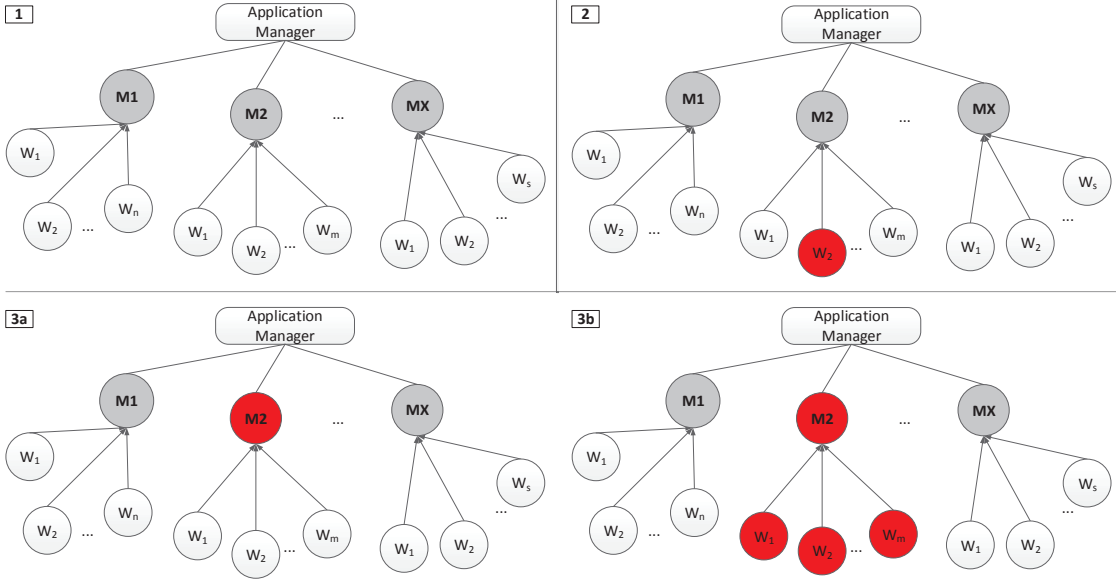 1
Application
Manager
M1
M2
...
MX
W1
W2
...
Wn
W1
W2
...
Wm
W1
W2
...
Ws
2
Application
Manager
M1
M2
...
MX
W1
W2
...
Wn
W1
W2
...
Wm
W1
W2
...
Ws
3a
Application
Manager
M1
M2
...
MX
W1
W2
...
Wn
W1
W2
...
Wm
W1
W2
...
Ws
3b
Application
Manager
M1
M2
...
MX
W1
W2
...
Wn
W1
W2
...
Wm
W1
W2
...
Ws